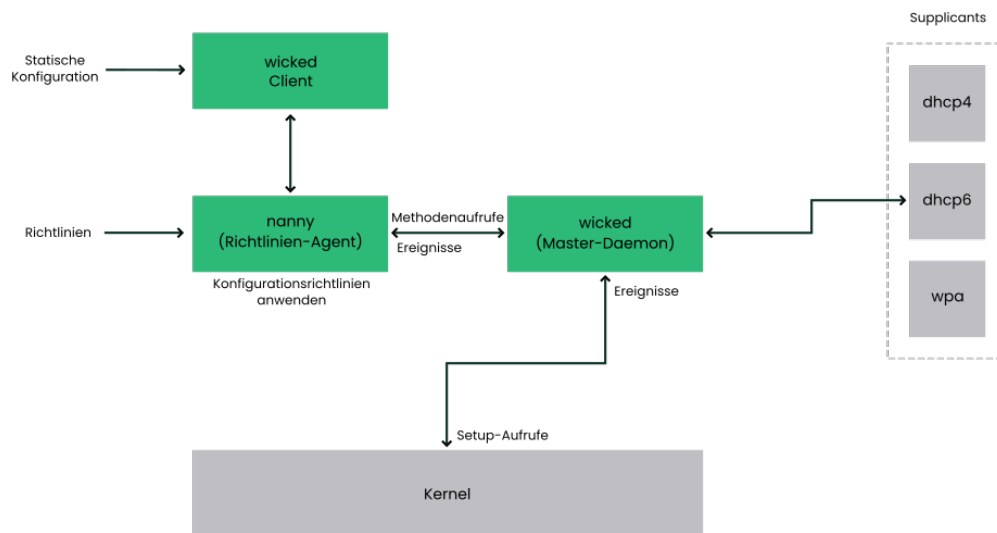 Supplicants
Statische
Konfiguration
wicked
Client
dhcp4
Richtlinien
nanny
(Richtlinien-Agent)
Methodenaufrufe
Ereignisse
wicked
(Master-Daemon)
dhcp6
Konfigurationsrichtlinien
anwenden
Ereignisse
wpa
Setup-Aufrufe
Kernel